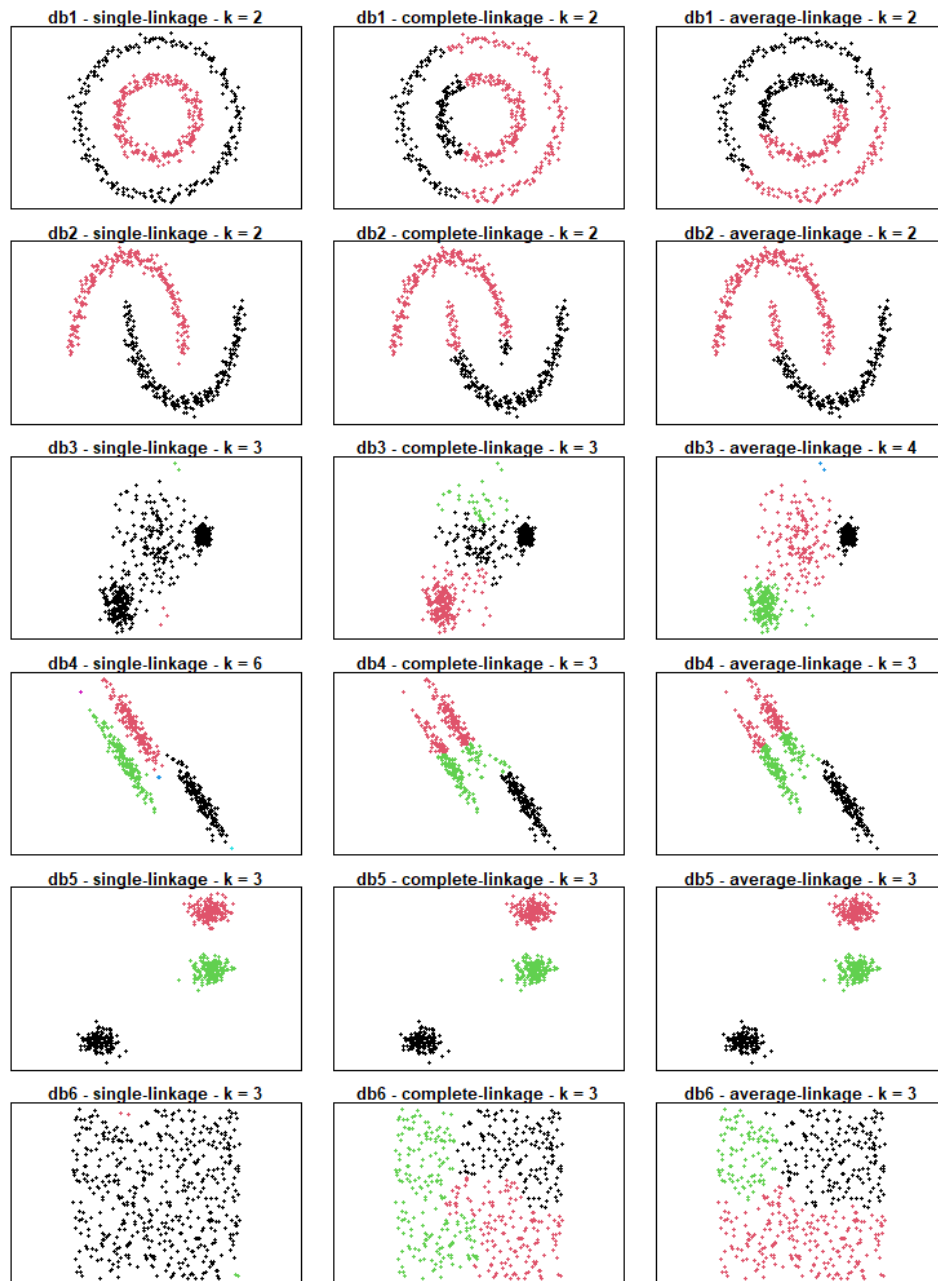 db1 - single-linkage - k = 2
db1 - complete-linkage - k = 2
db1 - average-linkage - k = 2
db2 - single-linkage - k = 2
db2 - complete-linkage - k = 2
db2 - average-linkage - k = 2
db3 - single-linkage - k = 3
db3 - complete-linkage - k = 3
db3 - average-linkage - k = 4
db4 - single-linkage - k = 6
db4 - complete-linkage - k = 3
db4 - average-linkage - k = 3
db5 - single-linkage - k = 3
db5 - complete-linkage - k = 3
db5 - average-linkage - k = 3
db6 - single-linkage - k = 3
db6 - complete-linkage - k = 3
db6 - average-linkage - k = 3